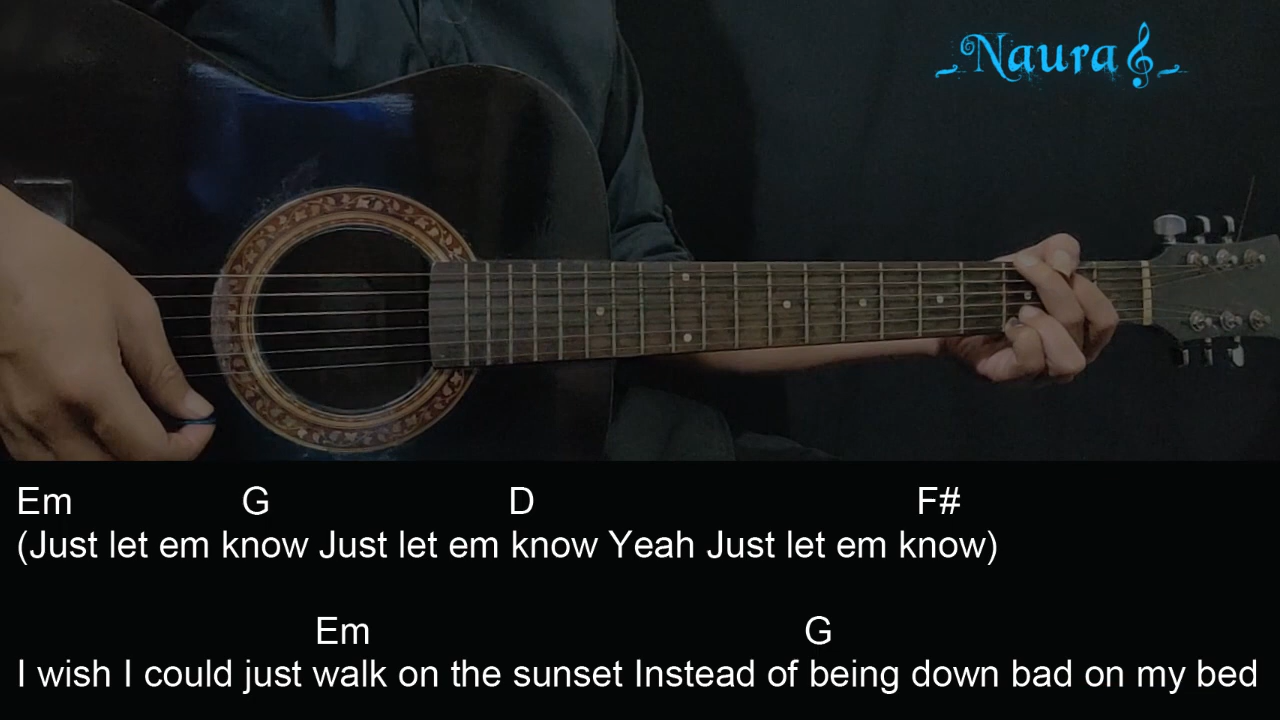 Naura
Em G D F#
(Just let em know Just let em know Yeah Just let em know)
Em G
I wish I could just walk on the sunset Instead of being down bad on my bed